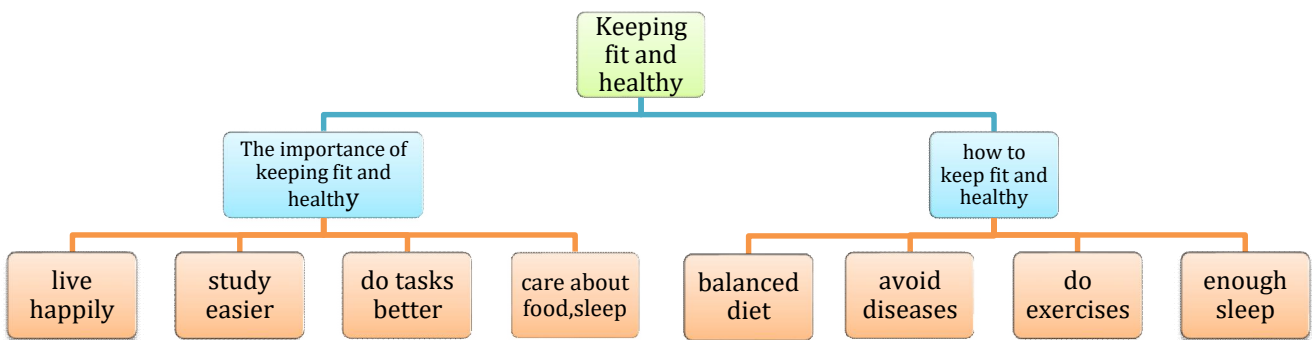 Keeping
fit and
healthy
The importance of
keeping fit and
healthy
how to
keep fit and
healthy
live
happily
study
easier
do tasks
better
care about
food,sleep
balanced
diet
avoid
diseases
do
exercises
enough
sleep